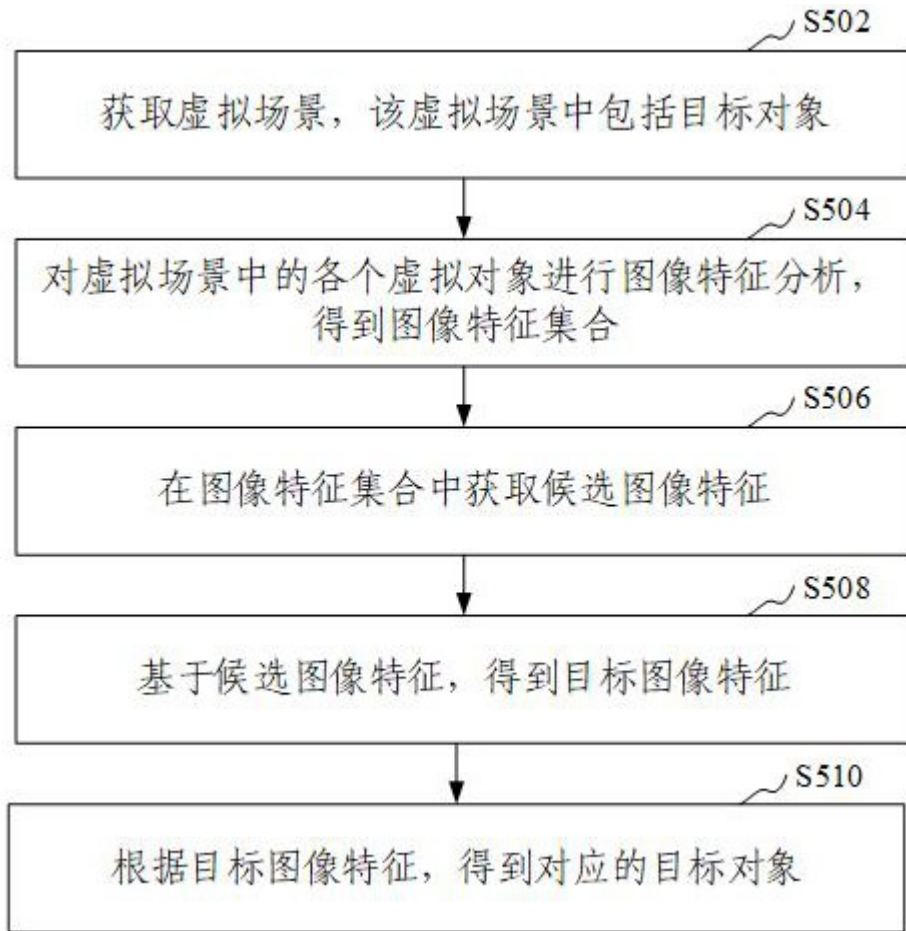 S502
获取虚拟场景，该虚拟场景中包括目标对象
S504
对虚拟场景中的各个虚拟对象进行图像特征分析，
得到图像特征集合
S506
在图像特征集合中获取候选图像特征
S508
基于候选图像特征，得到目标图像特征
S510
根据目标图像特征，得到对应的目标对象